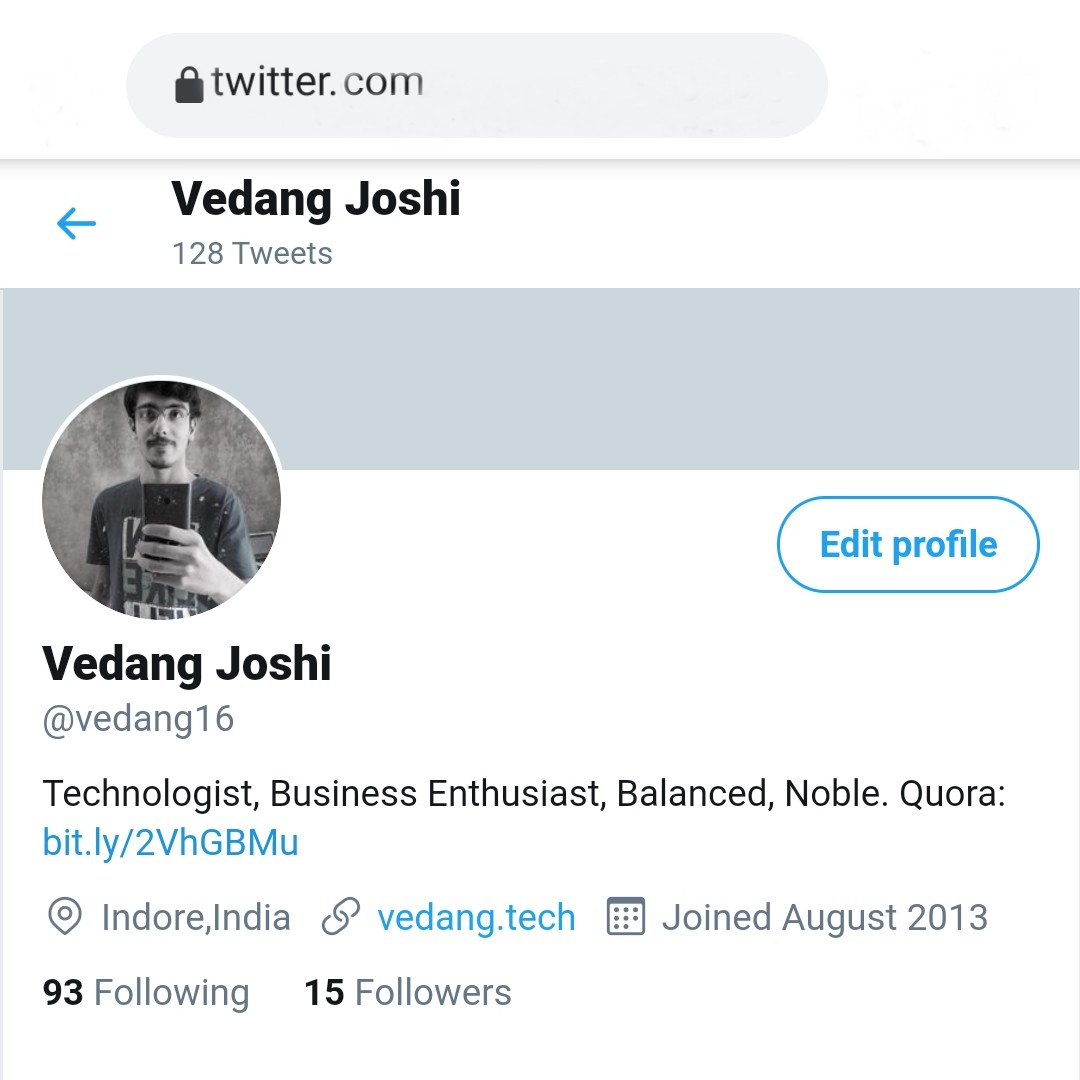 twitter.com
Vedang Joshi
128 Tweets
Edit profile
Vedang Joshi
@vedang16
Technologist, Business Enthusiast, Balanced, Noble. Quora:
bit.ly/2VhGBMu
Indore,India vedang.tech Joined August 2013
93 Following 15 Followers